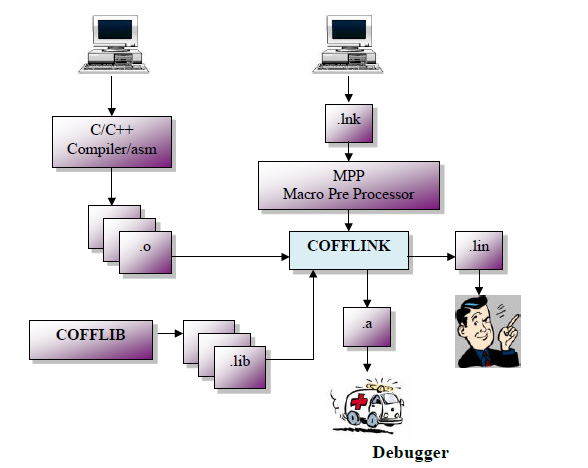 C/C++
Compiler/asm
.lnk
MPP
Macro Pre Processor
.o
COFFLINK
.lin
COFFLIB
.lib
.a
Debugger